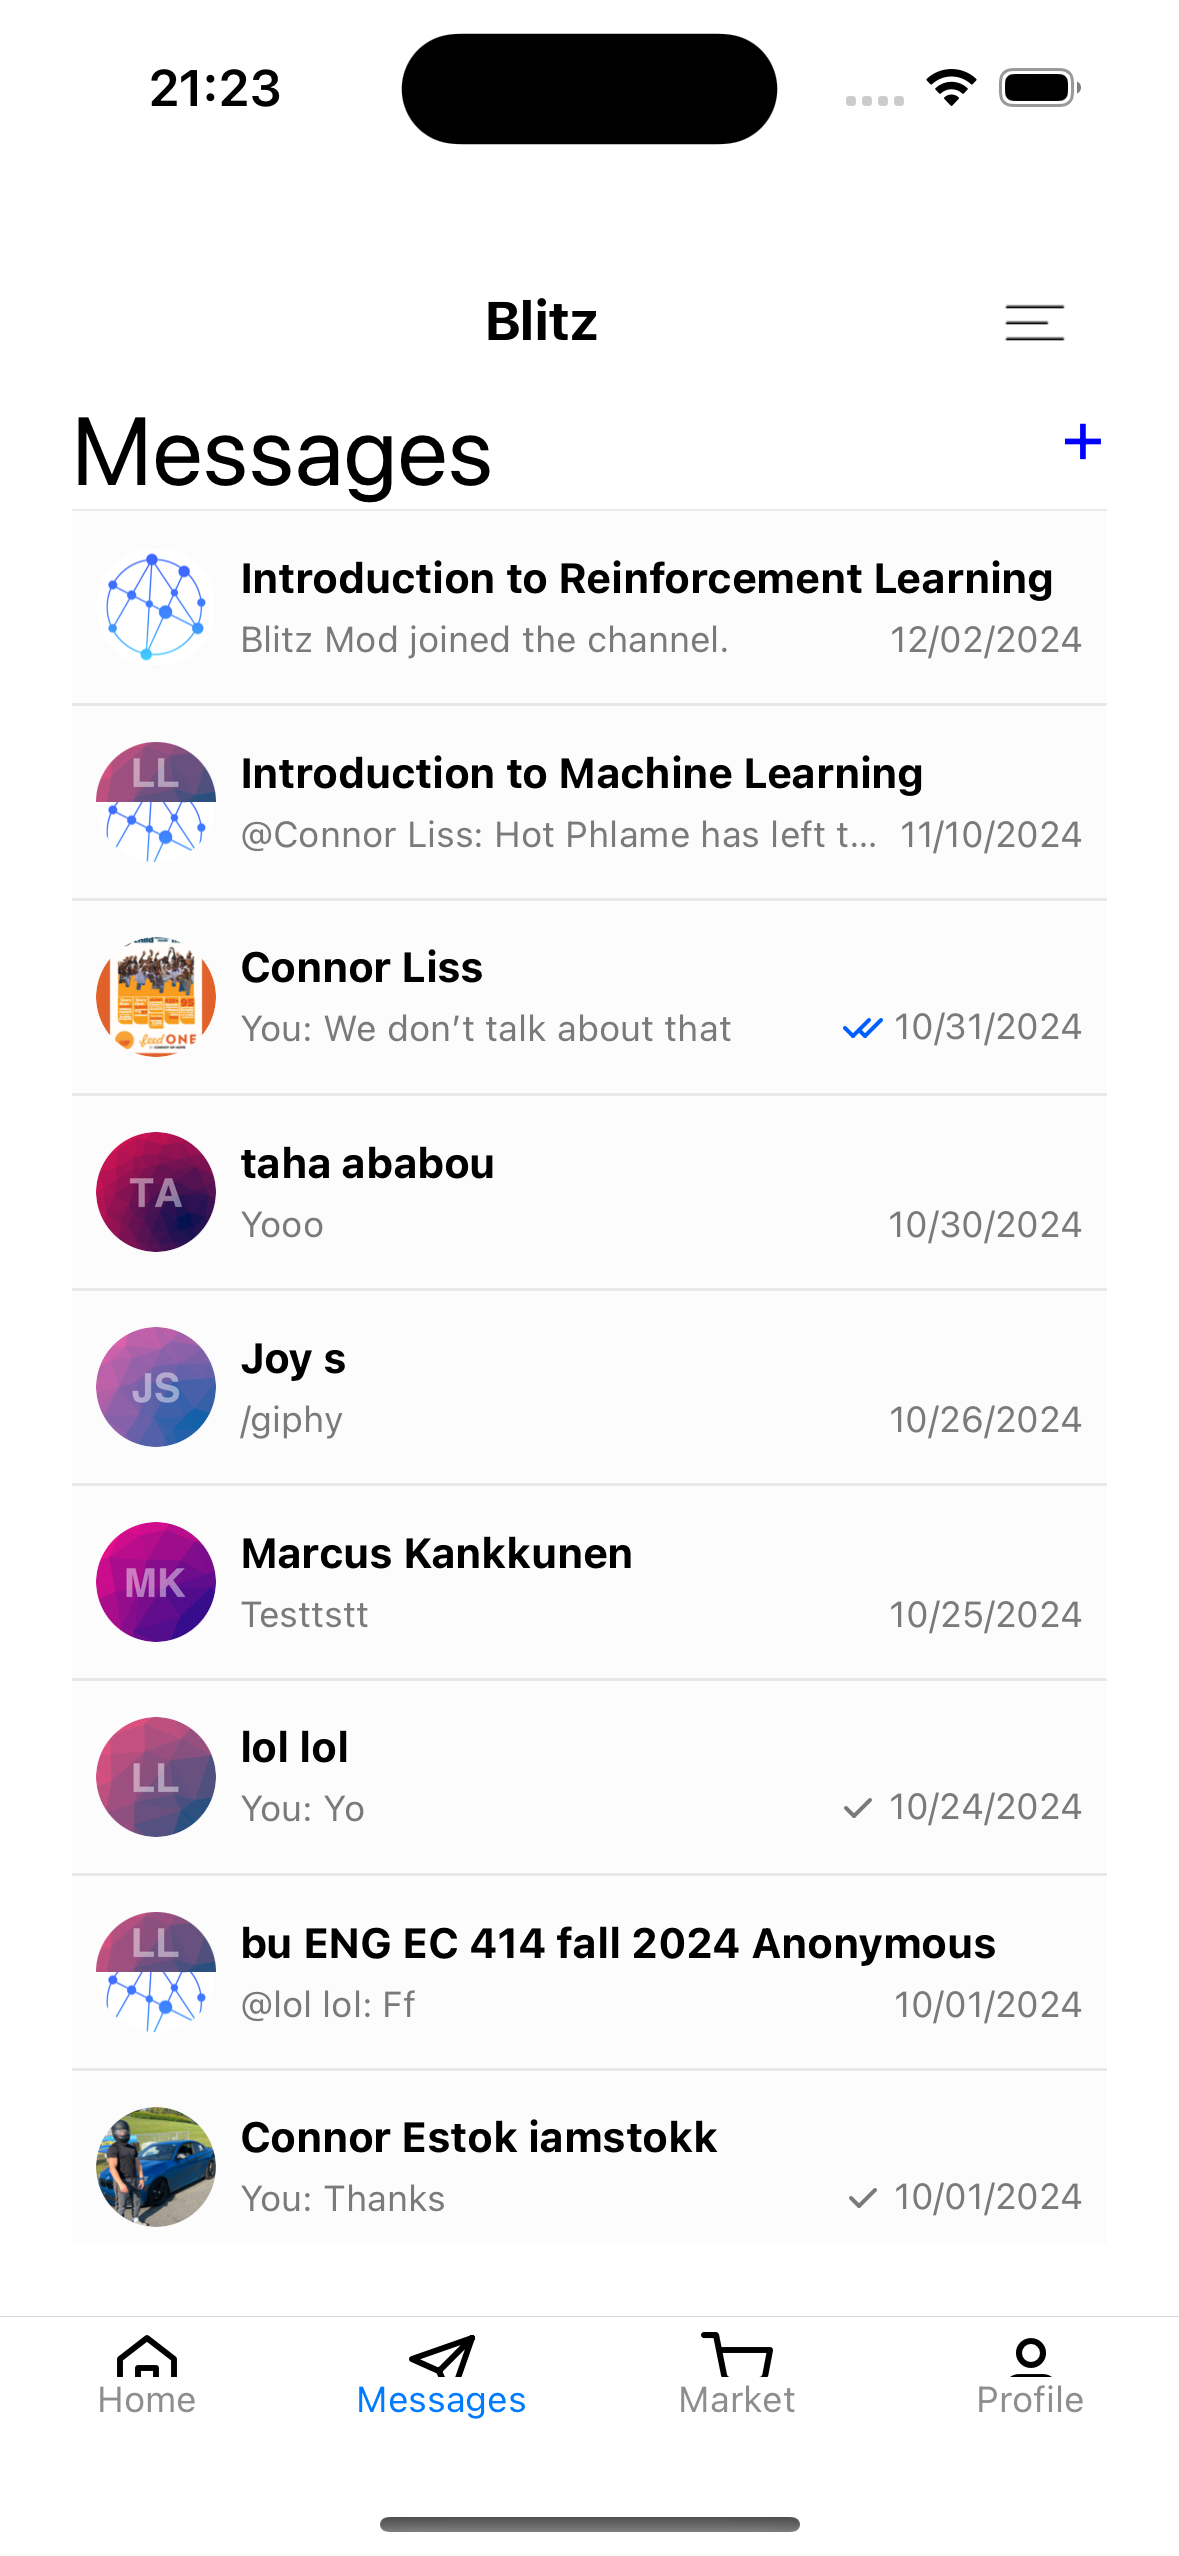 21:23
Blitz
Messages
+
Introduction to Reinforcement Learning
Blitz Mod joined the channel. 12/02/2024
LL
Introduction to Machine Learning
@Connor Liss: Hot Phlame has left t... 11/10/2024
Connor Liss
You: We don’t talk about that 10/31/2024
feedONE
taha ababou
TA
Yooo 10/30/2024
Joy s
JS
/giphy 10/26/2024
Marcus Kankkunen
MK
Testtstt 10/25/2024
lol lol
LL
You: Yo 10/24/2024
LL
bu ENG EC 414 fall 2024 Anonymous
@lol lol: Ff 10/01/2024
Connor Estok iamstokk
You: Thanks 10/01/2024
Home Messages Market Profile